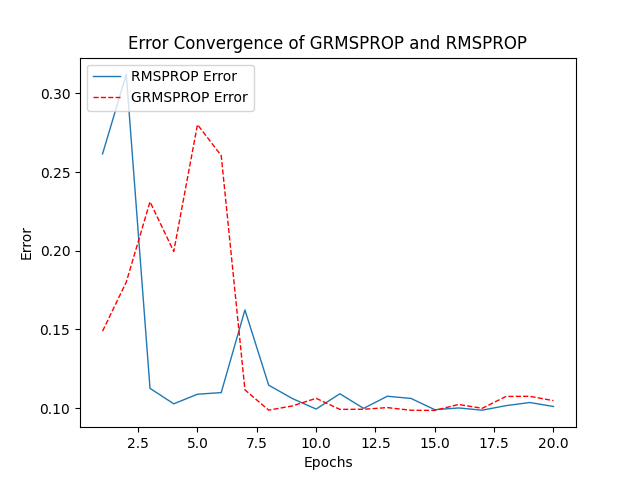 Error Convergence of GRMSPROP and RMSPROP
RMSPROP Error
GRMSPROP Error
0.30
0.25
0.20
0.15
0.10
Error
2.5 5.0 7.5 10.0 12.5 15.0 17.5 20.0
Epochs